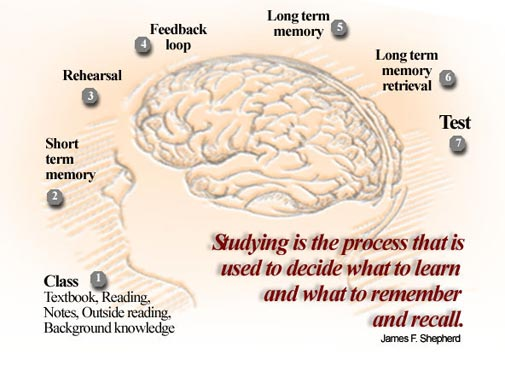 Class 1
Textbook, Reading,
Notes, Outside reading,
Background knowledge
Short
term
memory
2
Rehearsal
3
Feedback
loop
4
Long term
memory
5
Long term
memory
retrieval
6
Test
7
Studying is the process that is
used to decide what to learn
and what to remember
and recall.
James F. Shepherd